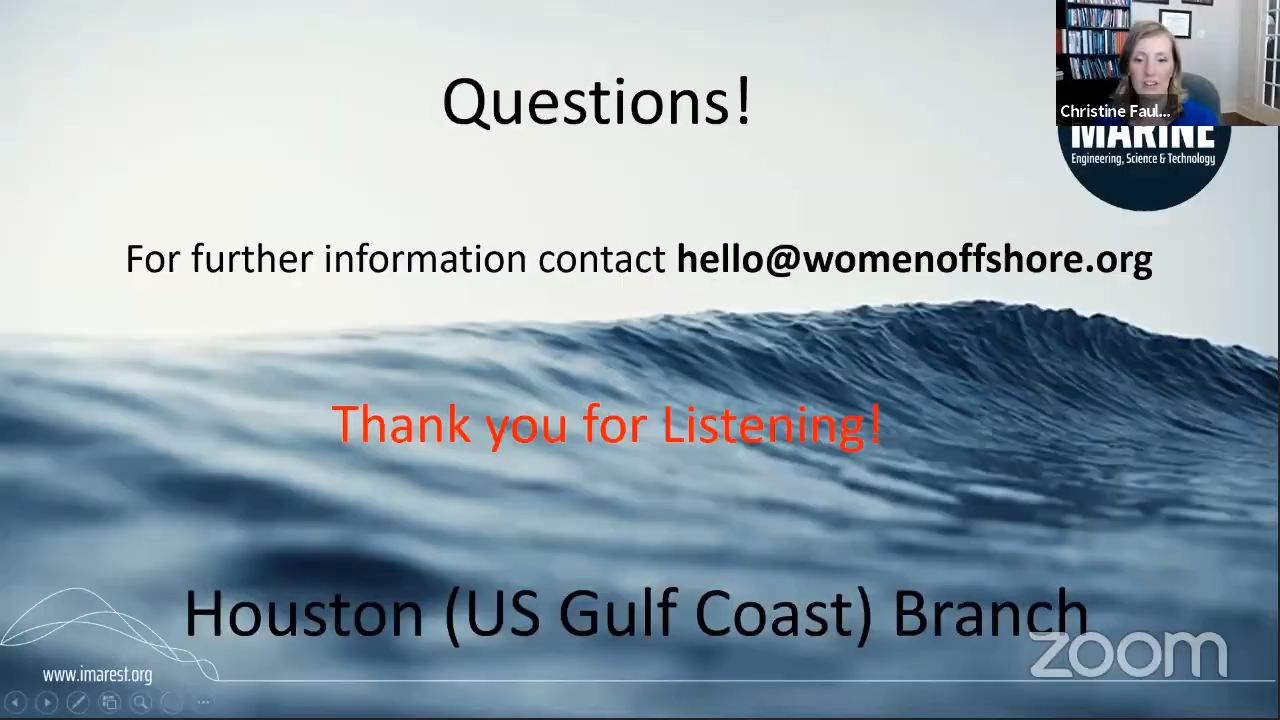 Questions!
Christine Faul...
MARINE
Engineering, Science & Technology
For further information contact hello@womenoffshore.org
Thank you for Listening!
Houston (US Gulf Coast) Branch
zoom
www.imarest.org